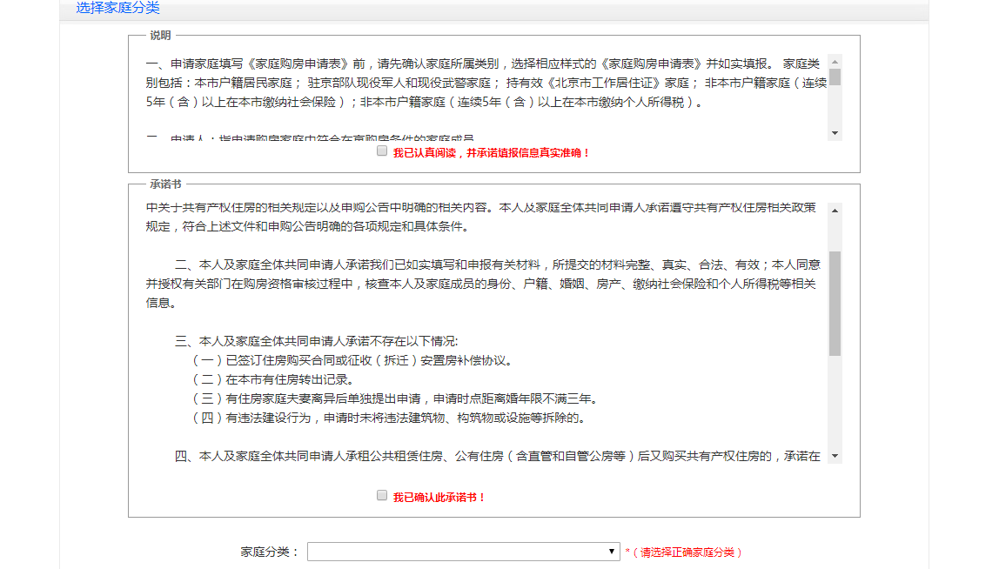 选择家庭分类
说明
一、申请家庭填写《家庭购房申请表》前，请先确认家庭所属类别，选择相应样式的《家庭购房申请表》并如实填报。 家庭类
别包括：本市户籍居民家庭； 驻京部队现役军人和现役武警家庭； 持有效《北京市工作居住证》家庭； 非本市户籍家庭（连续
5年（含）以上在本市缴纳社会保险）；非本市户籍家庭（连续5年（含）以上在本市缴纳个人所得税）。
二、申请人：指申请购房家庭中符合在京购房条件的家庭成员
我已认真阅读，并承诺填报信息真实准确！
承诺书
中关于共有产权住房的相关规定以及申购公告中明确的相关内容。本人及家庭全体共同申请人承诺遵守共有产权住房相关政策
规定，符合上述文件和申购公告明确的各项规定和具体条件。
二、本人及家庭全体共同申请人承诺我们已如实填写和申报有关材料，所提交的材料完整、真实、合法、有效；本人同意
并授权有关部门在购房资格审核过程中，核查本人及家庭成员的身份、户籍、婚姻、房产、缴纳社会保险和个人所得税等相关
信息。
三、本人及家庭全体共同申请人承诺不存在以下情况:
（一）已签订住房购买合同或征收（拆迁）安置房补偿协议。
（二）在本市有住房转出记录。
（三）有住房家庭夫妻离异后单独提出申请，申请时点距离婚年限不满三年。
（四）有违法建设行为，申请时未将违法建筑物、构筑物或设施等拆除的。
四、本人及家庭全体共同申请人承租公共租赁住房、公有住房（含直管和自管公房等）后又购买共有产权住房的，承诺在
我已确认此承诺书！
家庭分类： *（请选择正确家庭分类）